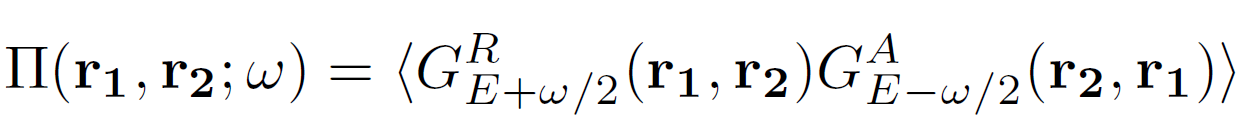 Π(𝐫₁, 𝐫₂; ω) = ⟨G^R_{E+ω/2}(𝐫₁, 𝐫₂)G^A_{E−ω/2}(𝐫₂, 𝐫₁)⟩